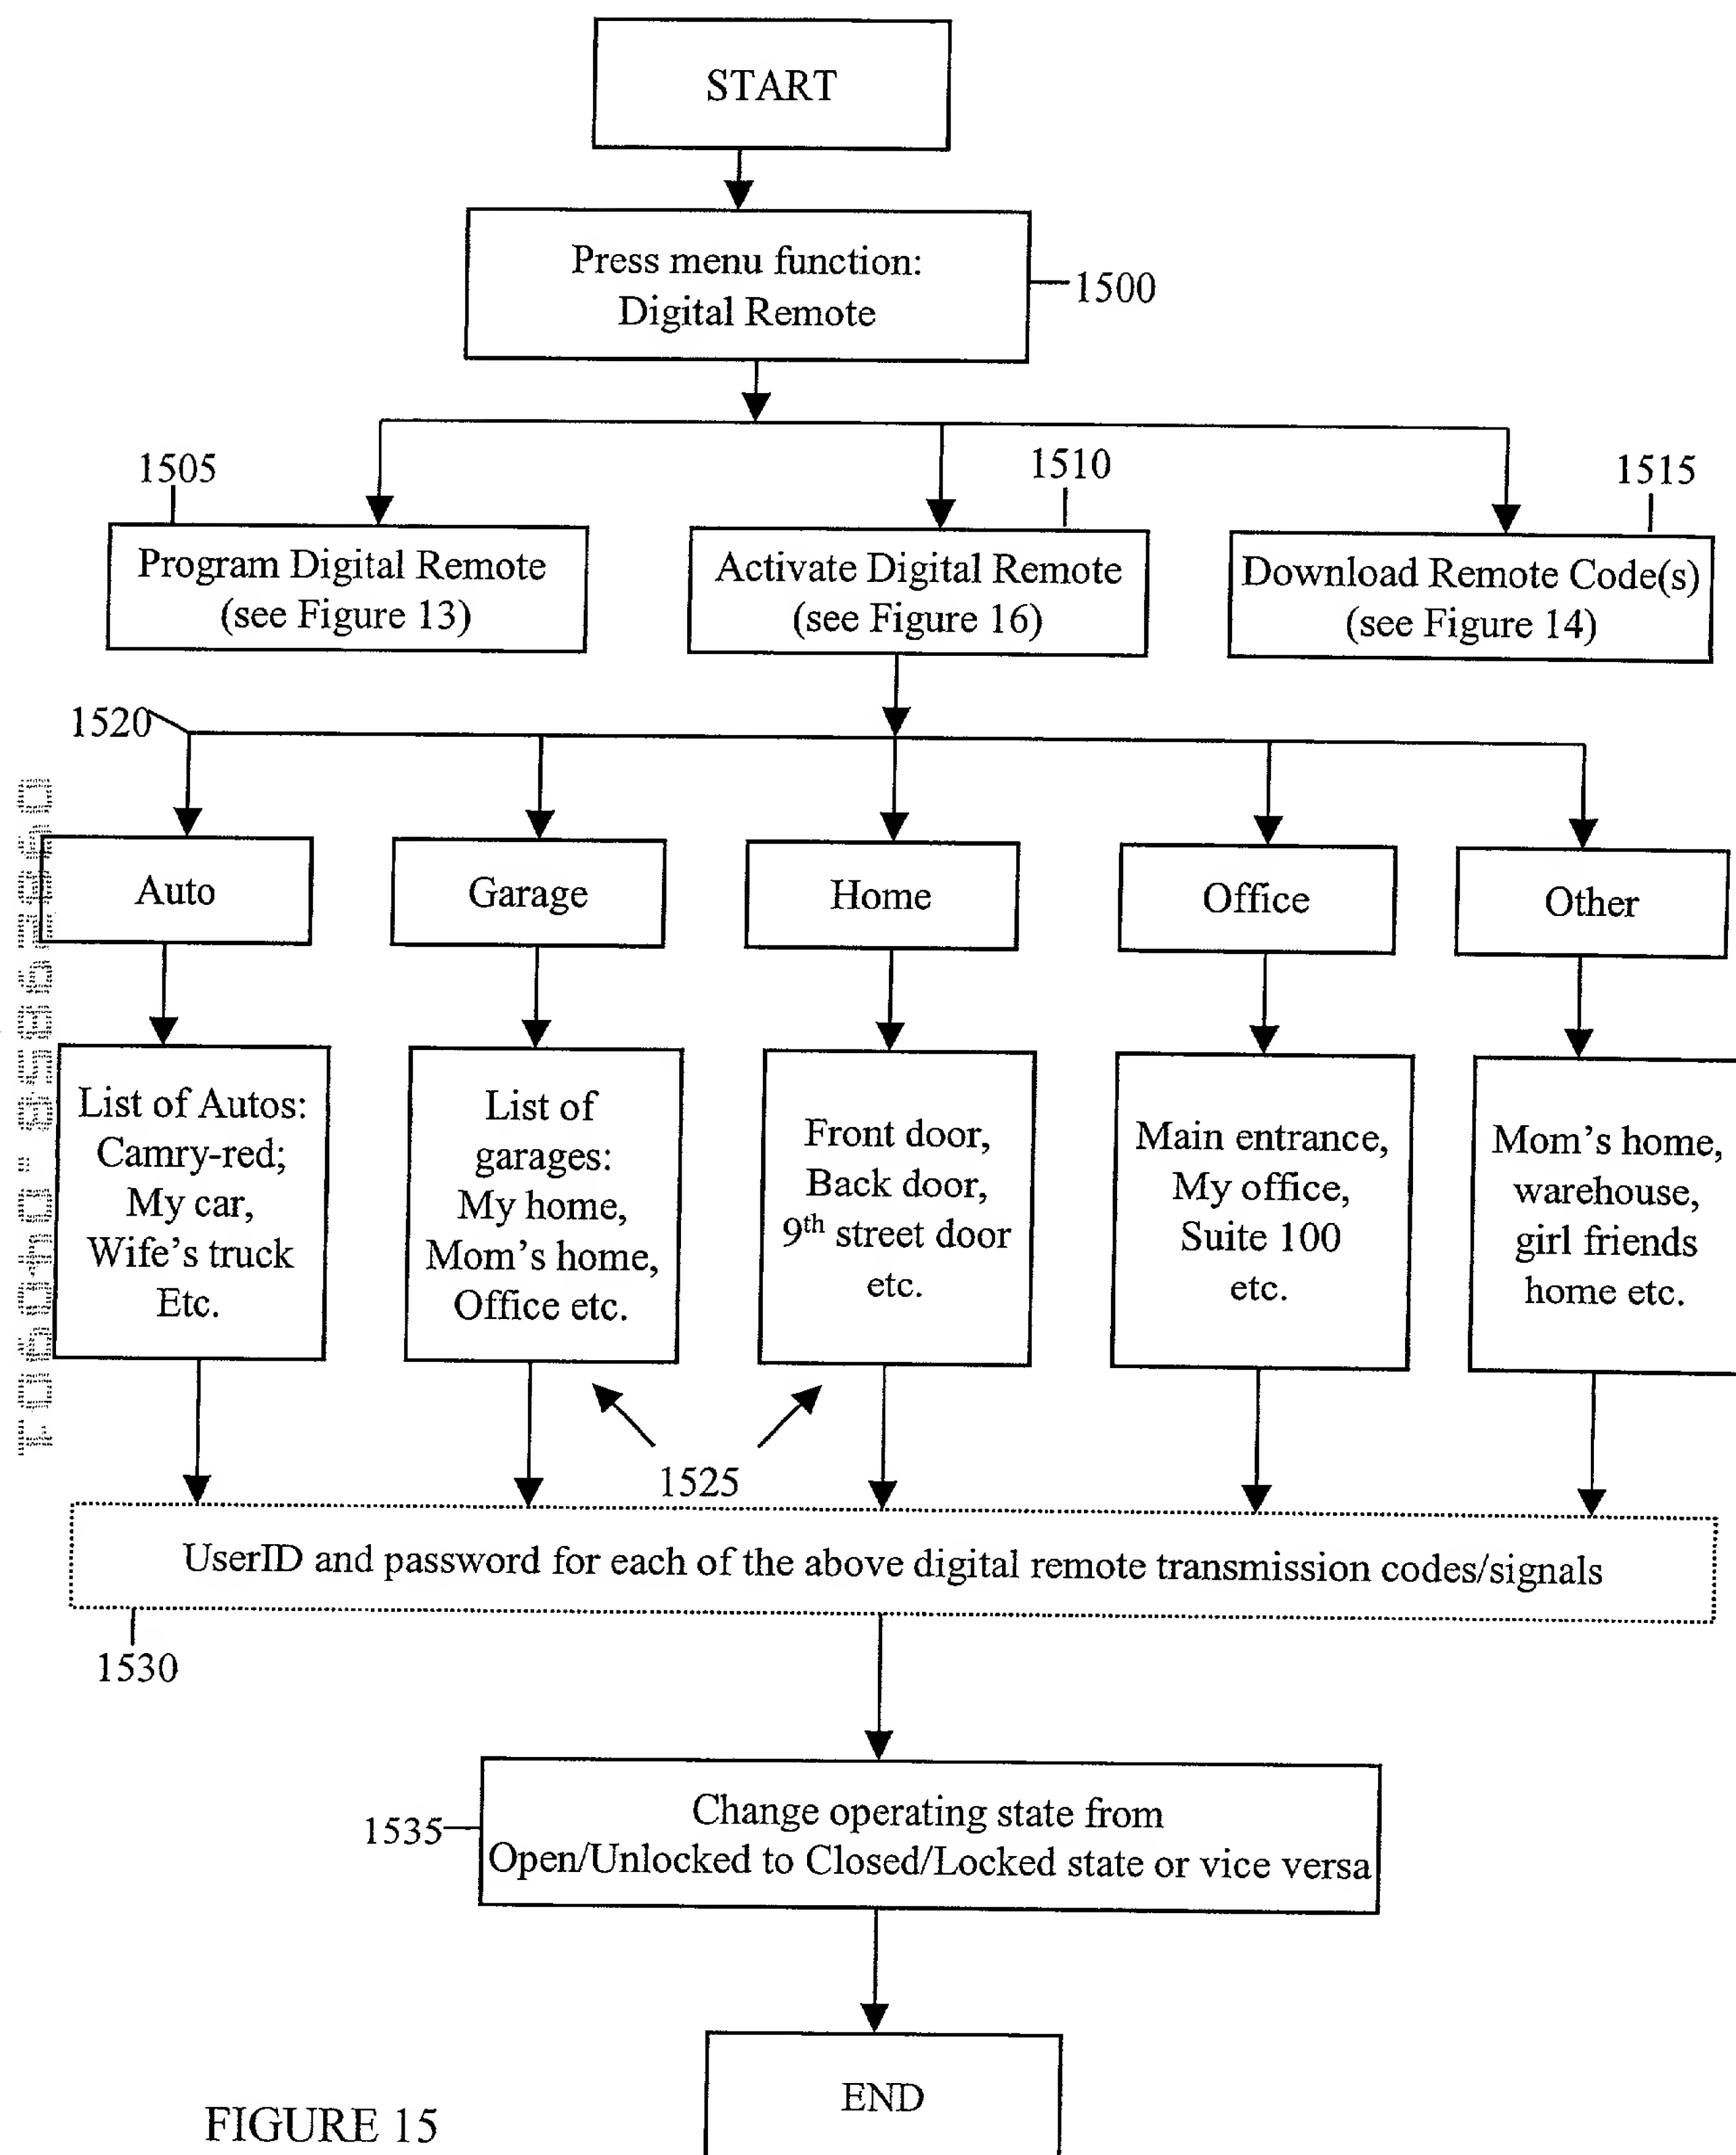 START
Press menu function:
Digital Remote
1500
1505
1510
1515
Program Digital Remote
(see Figure 13)
Activate Digital Remote
(see Figure 16)
Download Remote Code(s)
(see Figure 14)
1520
Auto
Garage
Home
Office
Other
List of Autos:
Camry-red;
My car,
Wife's truck
Etc.
List of
garages:
My home,
Mom's home,
Office etc.
Front door,
Back door,
9th street door
etc.
Main entrance,
My office,
Suite 100
etc.
Mom's home,
warehouse,
girl friends
home etc.
1525
UserID and password for each of the above digital remote transmission codes/signals
1530
1535
Change operating state from
Open/Unlocked to Closed/Locked state or vice versa
END
FIGURE 15